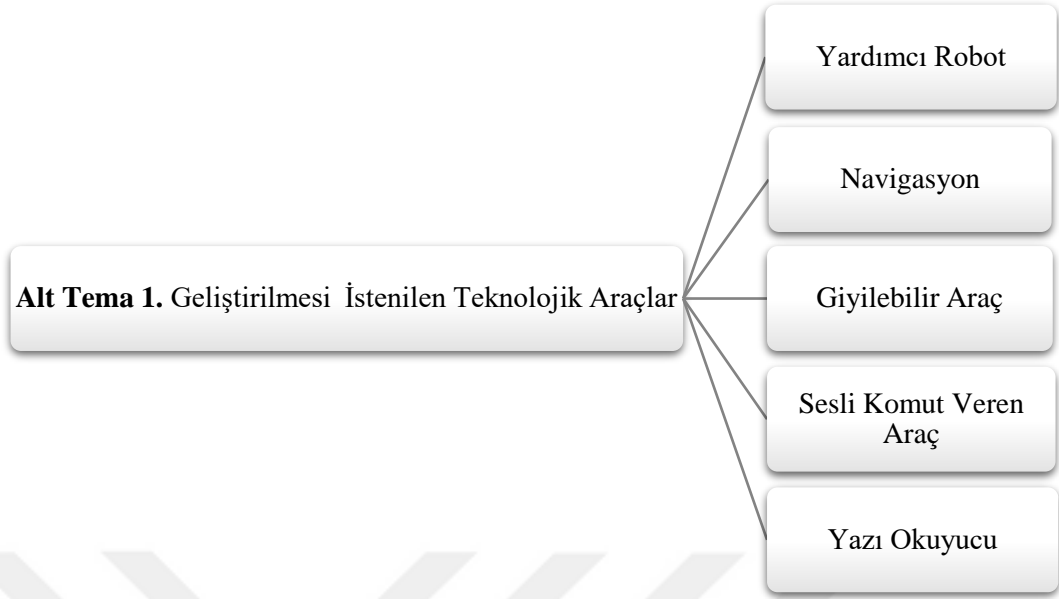 Yardımcı Robot
Navigasyon
Alt Tema 1. Geliştirilmesi İstenilen Teknolojik Araçlar
Giyilebilir Araç
Sesli Komut Veren
Araç
Yazı Okuyucu